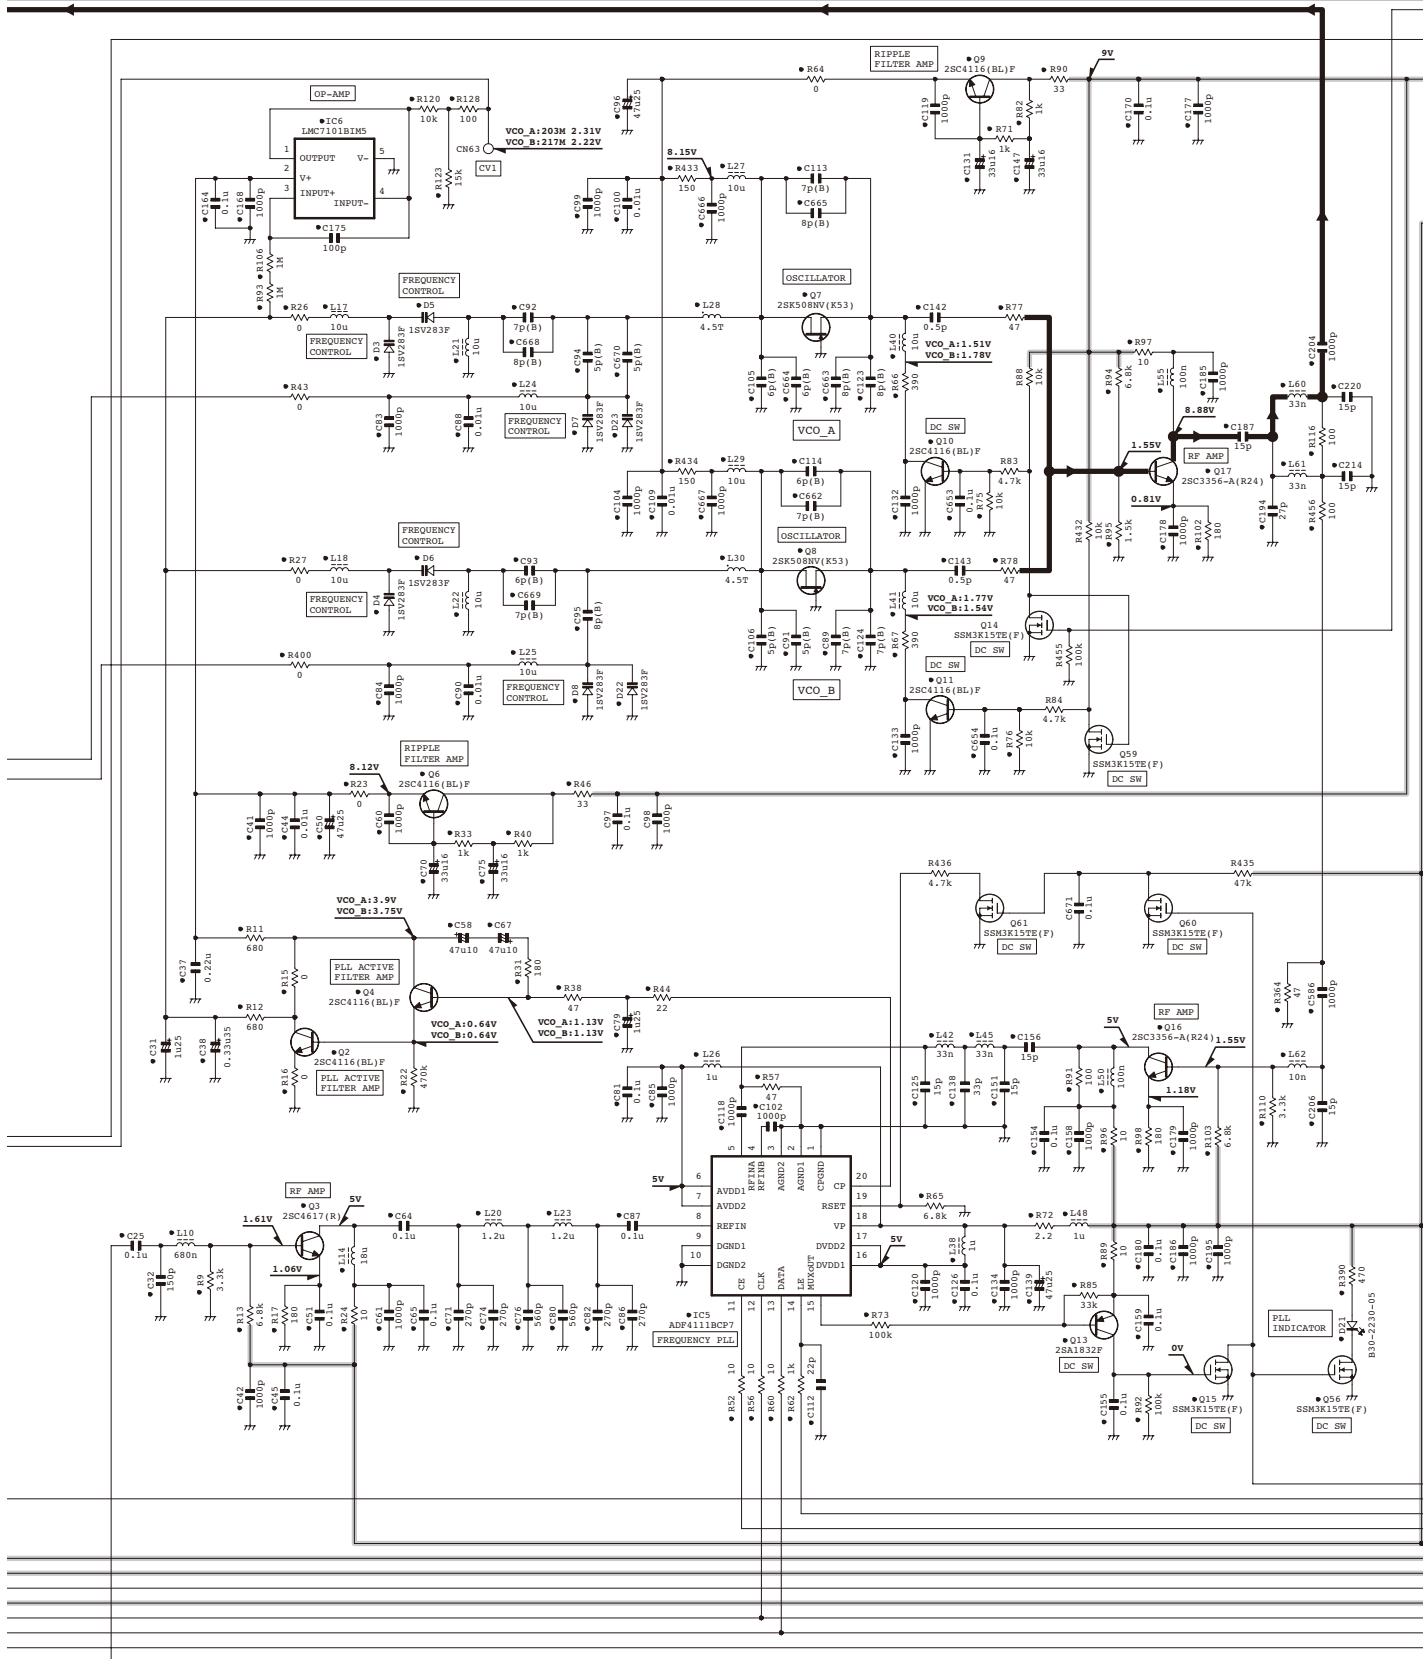 RIPPLE
FILTER AMP
Q9
2SC4116(BL)F
R64
0
R90
33
9V
C96
47u25
C119
1000p
R82
1k
C170
0.1u
C177
1000p
R71
1k
C131
33u16
C147
33u16
OP-AMP
IC6
LMC7101BIM5
1
OUTPUT
V-
5
2
V+
3
INPUT+
INPUT-
4
R120
10k
R128
100
R123
15k
CN63
CV1
VCO_A:203M 2.31V
VCO_B:217M 2.22V
C164
0.1u
C168
1000p
C175
100p
R106
1M
R93
1M
8.15V
R433
150
L27
10u
C99
1000p
C100
0.01u
C666
1000p
C113
7p(B)
C665
8p(B)
FREQUENCY
CONTROL
R26
0
L17
10u
D5
1SV283F
FREQUENCY
CONTROL
D3
1SV283F
L21
10u
C92
7p(B)
C668
8p(B)
C94
5p(B)
C670
5p(B)
L28
4.5T
OSCILLATOR
Q7
2SK508NV(K53)
C105
6p(B)
C664
6p(B)
C663
8p(B)
C123
8p(B)
VCO_A
C142
0.5p
R77
47
L40
10u
VCO_A:1.51V
VCO_B:1.78V
R66
390
R88
10k
R94
6.8k
R97
10
L55
100n
C185
1000p
C204
1000p
L60
33n
C220
15p
R43
0
L24
10u
C83
1000p
C88
0.01u
FREQUENCY
CONTROL
D7
1SV283F
D23
1SV283F
DC SW
Q10
2SC4116(BL)F
R83
4.7k
1.55V
8.88V
C187
15p
RF AMP
Q17
2SC3356-A(R24)
R116
100
L61
33n
C214
15p
R434
150
L29
10u
C104
1000p
C109
0.01u
C667
1000p
C114
6p(B)
C662
7p(B)
C132
1000p
C653
0.1u
R75
10k
R432
10k
R95
1.5k
0.81V
C178
1000p
R102
180
C194
27p
R456
100
FREQUENCY
CONTROL
R27
0
L18
10u
D6
1SV283F
FREQUENCY
CONTROL
D4
1SV283F
L22
10u
C93
6p(B)
C669
7p(B)
C95
8p(B)
L30
4.5T
OSCILLATOR
Q8
2SK508NV(K53)
C106
5p(B)
C91
5p(B)
C89
7p(B)
C124
7p(B)
VCO_B
C143
0.5p
R78
47
L41
10u
VCO_A:1.77V
VCO_B:1.54V
R67
390
Q14
SSM3K15TE(F)
DC SW
R455
100k
R400
0
L25
10u
C84
1000p
C90
0.01u
FREQUENCY
CONTROL
D8
1SV283F
D22
1SV283F
DC SW
Q11
2SC4116(BL)F
R84
4.7k
C133
1000p
C654
0.1u
R76
10k
Q59
SSM3K15TE(F)
DC SW
RIPPLE
FILTER AMP
Q6
2SC4116(BL)F
8.12V
R23
0
R46
33
C41
1000p
C44
0.01u
C50
47u25
C60
1000p
R33
1k
R40
1k
C70
33u16
C75
33u16
C97
0.1u
C98
1000p
R436
4.7k
Q61
SSM3K15TE(F)
DC SW
C671
0.1u
Q60
SSM3K15TE(F)
DC SW
R435
47k
VCO_A:3.9V
VCO_B:3.75V
R11
680
C58
47u10
C67
47u10
R31
180
C37
0.22u
R15
0
PLL ACTIVE
FILTER AMP
Q4
2SC4116(BL)F
R38
47
R44
22
R12
680
VCO_A:0.64V
VCO_B:0.64V
VCO_A:1.13V
VCO_B:1.13V
C79
1u25
C31
1u25
C38
0.33u35
Q2
2SC4116(BL)F
PLL ACTIVE
FILTER AMP
R16
0
R22
470k
R364
47
C586
1000p
RF AMP
Q16
2SC3356-A(R24)
5V
1.55V
L42
33n
L45
33n
C156
15p
L26
1u
R57
47
C81
0.1u
C85
1000p
C118
1000p
C102
1000p
C125
15p
C138
33p
C151
15p
R91
100
L50
100n
1.18V
L62
10n
C154
0.1u
C158
1000p
R96
10
R98
180
C179
1000p
R103
6.8k
R110
3.3k
C206
15p
5
4
3
2
1
RFINA
RFINB
AGND2
AGND1
CPGND
5V
6
AVDD1
7
AVDD2
8
REFIN
9
DGND1
10
DGND2
CP
20
RSET
19
VP
18
DVDD2
17
DVDD1
16
CE
CLK
DATA
LE
MUXOUT
11
12
13
14
15
IC5
ADF4111BCP7
FREQUENCY PLL
R65
6.8k
R72
2.2
L48
1u
5V
L38
1u
C120
1000p
C126
0.1u
C134
1000p
C139
47u25
R89
10
C180
0.1u
C186
1000p
C195
1000p
RF AMP
Q3
2SC4617(R)
5V
1.61V
C25
0.1u
L10
680n
1.06V
C32
150p
R9
3.3k
L14
18u
C64
0.1u
L20
1.2u
L23
1.2u
C87
0.1u
R13
6.8k
R17
180
C51
0.1u
R24
10
C61
1000p
C65
0.1u
C71
270p
C74
270p
C76
560p
C80
560p
C82
270p
C86
270p
C42
1000p
C45
0.1u
R73
100k
R85
33k
Q13
2SA1832F
DC SW
C159
0.1u
R390
470
PLL
INDICATOR
D21
B30-2230-05
0V
R52
10
R56
10
R60
10
R62
1k
C112
22p
C155
0.1u
R92
100k
Q15
SSM3K15TE(F)
DC SW
Q56
SSM3K15TE(F)
DC SW